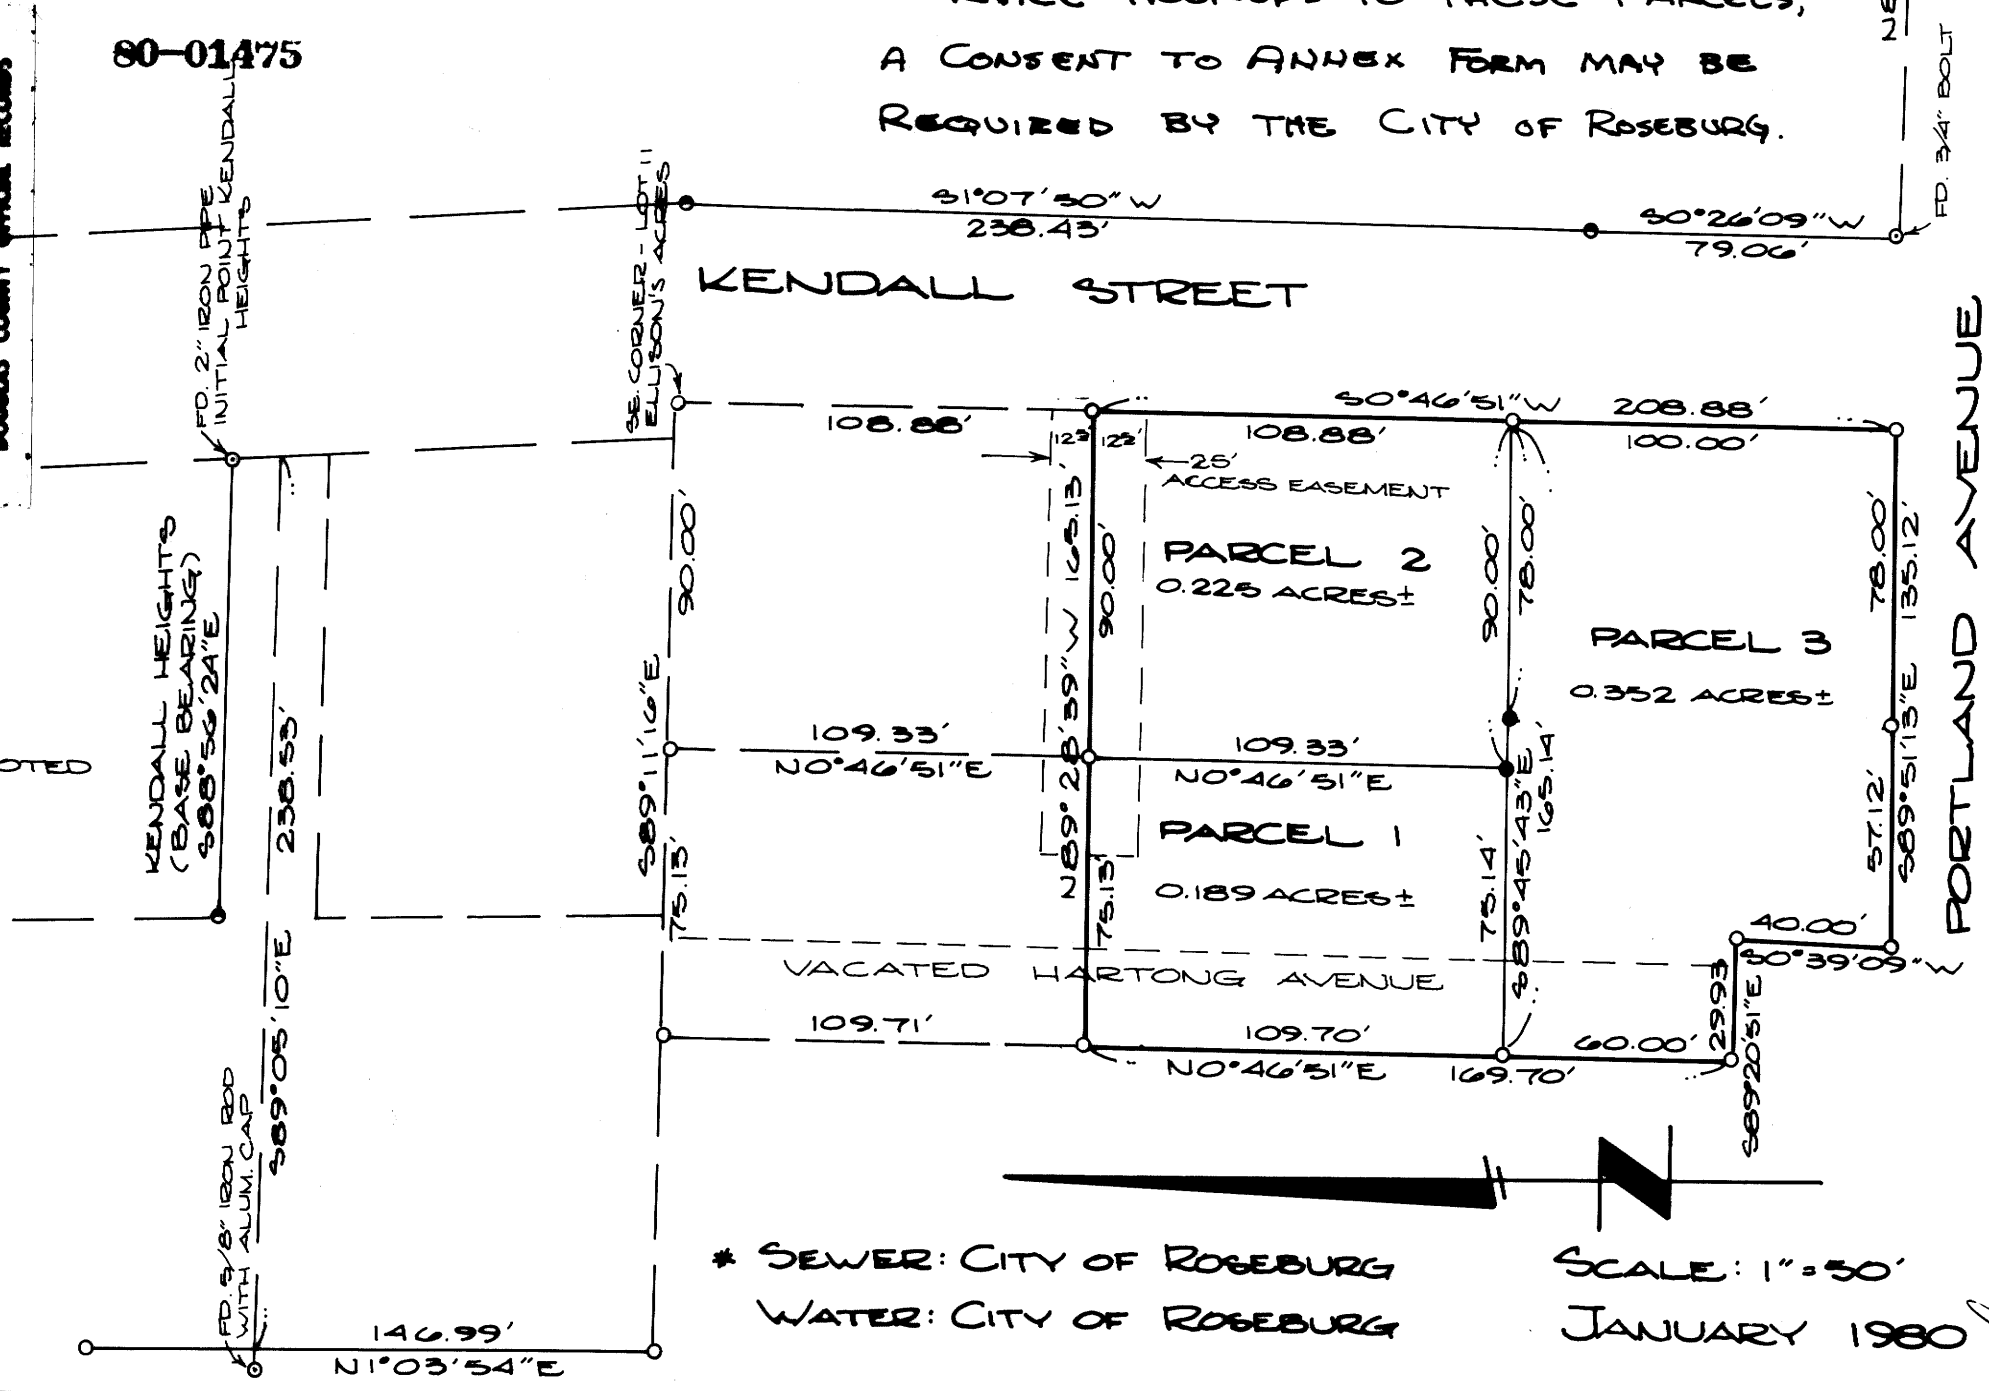 80-01475
A CONSENT TO ANNEX FORM MAY BE
REQUIRED BY THE CITY OF ROSEBURG.
FD. 3/4" BOLT
FD. 2" IRON PIPE
INITIAL POINT KENDALL
HEIGHTS
SE. CORNER - LOT 11
ELLISON'S ACRES
S1°07'50"W
238.43'
S0°26'09"W
79.06'
KENDALL STREET
PORTLAND AVENUE
108.88'
S0°46'51"W
208.88'
108.88'
100.00'
12½'
12½'
25'
ACCESS EASEMENT
90.00'
S89°11'16"E
75.13'
N89°28'39"W 165.13'
90.00'
75.13'
PARCEL 2
0.225 ACRES±
90.00'
78.00'
PARCEL 3
0.352 ACRES±
78.00'
57.12'
S89°51'13"E 135.12'
KENDALL HEIGHTS
(BASE BEARING)
S88°56'24"E
238.53'
S89°05'10"E
OTED
109.33'
N0°46'51"E
109.33'
N0°46'51"E
PARCEL 1
0.189 ACRES±
75.14'
S89°45'43"E
165.14'
40.00'
S0°39'09"W
29.93
S89°20'51"E
VACATED HARTONG AVENUE
109.71'
109.70'
N0°46'51"E
60.00'
169.70'
FD. 5/8" IRON ROD
WITH ALUM. CAP
146.99'
N1°03'54"E
N
* SEWER: CITY OF ROSEBURG
WATER: CITY OF ROSEBURG
SCALE: 1"=50'
JANUARY 1980